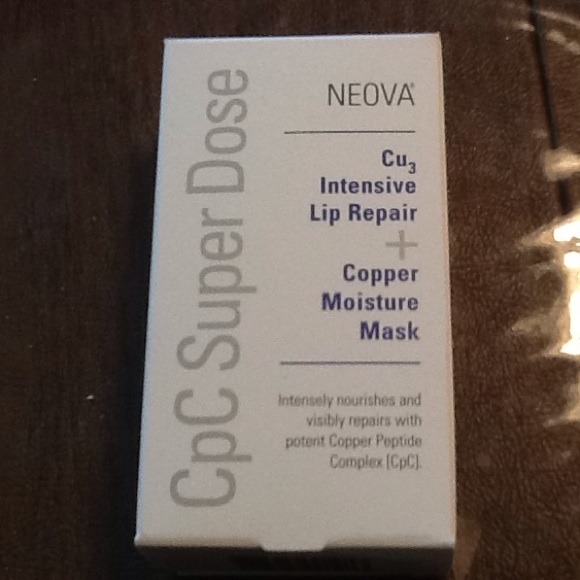 CpC Super Dose
NEOVA®
Cu₃
Intensive
Lip Repair
+
Copper
Moisture
Mask
Intensely nourishes and
visibly repairs with
potent Copper Peptide
Complex [CpC].